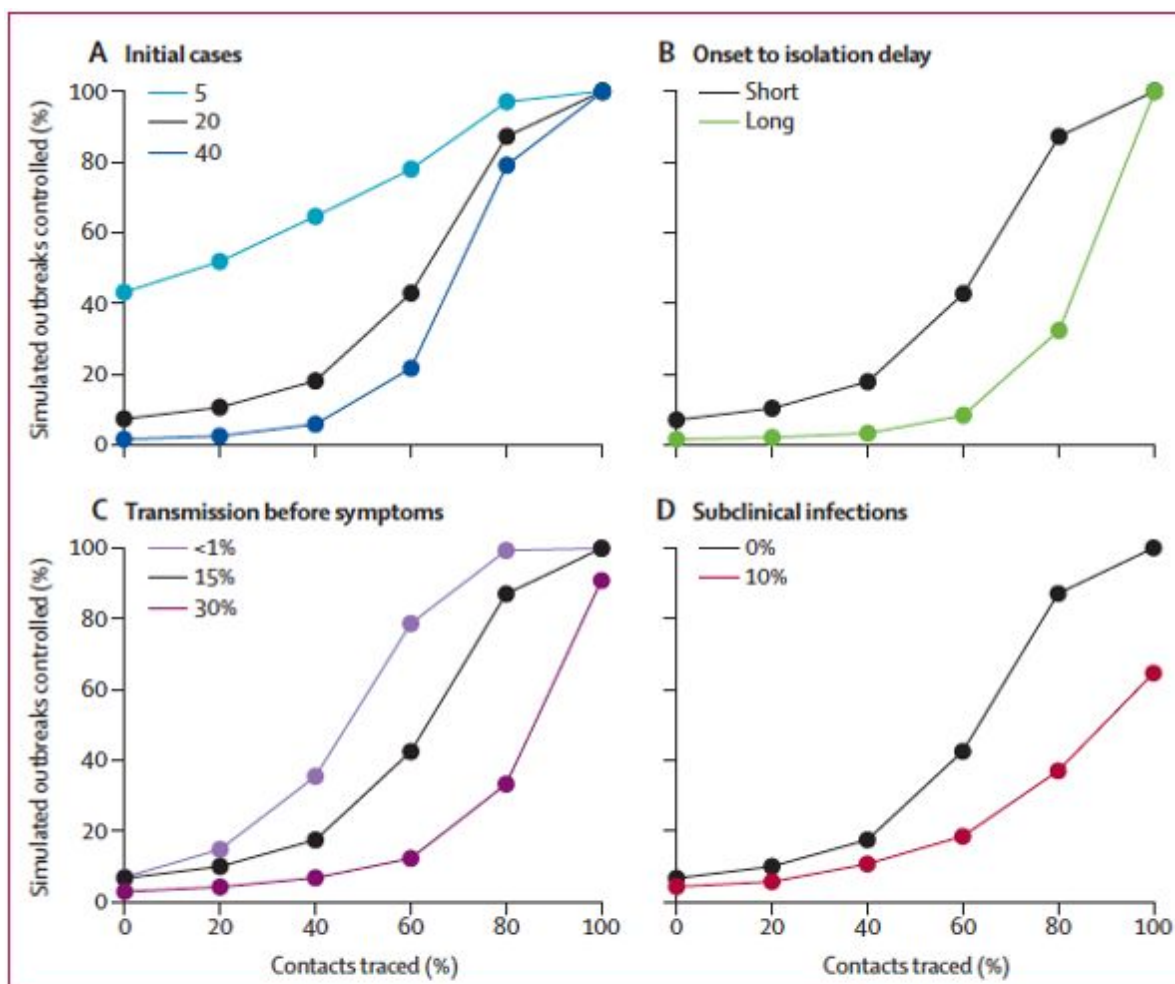 A Initial cases
5
20
40
Simulated outbreaks controlled (%)
100
80
60
40
20
0
B Onset to isolation delay
Short
Long
C Transmission before symptoms
<1%
15%
30%
Simulated outbreaks controlled (%)
100
80
60
40
20
0
0 20 40 60 80 100
Contacts traced (%)
D Subclinical infections
0%
10%
0 20 40 60 80 100
Contacts traced (%)